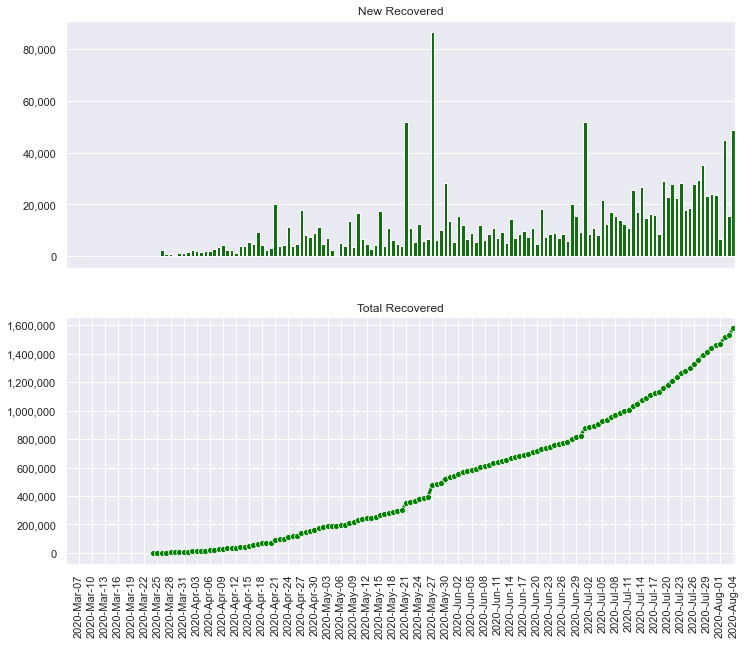 New Recovered
80,000
60,000
40,000
20,000
0
Total Recovered
1,600,000
1,400,000
1,200,000
1,000,000
800,000
600,000
400,000
200,000
0
2020-Mar-07
2020-Mar-10
2020-Mar-13
2020-Mar-16
2020-Mar-19
2020-Mar-22
2020-Mar-25
2020-Mar-28
2020-Mar-31
2020-Apr-03
2020-Apr-06
2020-Apr-09
2020-Apr-12
2020-Apr-15
2020-Apr-18
2020-Apr-21
2020-Apr-24
2020-Apr-27
2020-Apr-30
2020-May-03
2020-May-06
2020-May-09
2020-May-12
2020-May-15
2020-May-18
2020-May-21
2020-May-24
2020-May-27
2020-May-30
2020-Jun-02
2020-Jun-05
2020-Jun-08
2020-Jun-11
2020-Jun-14
2020-Jun-17
2020-Jun-20
2020-Jun-23
2020-Jun-26
2020-Jun-29
2020-Jul-02
2020-Jul-05
2020-Jul-08
2020-Jul-11
2020-Jul-14
2020-Jul-17
2020-Jul-20
2020-Jul-23
2020-Jul-26
2020-Jul-29
2020-Aug-01
2020-Aug-04